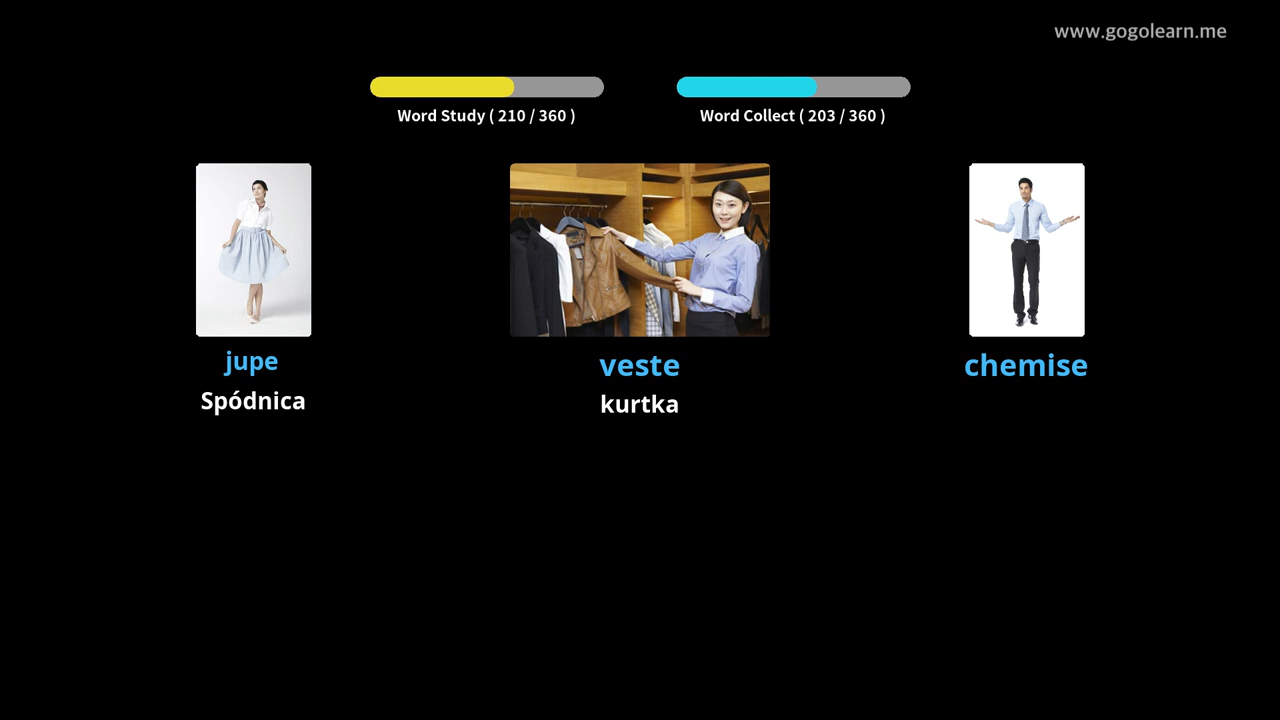 www.gogolearn.me
Word Study ( 210 / 360 )
Word Collect ( 203 / 360 )
jupe
Spódnica
veste
kurtka
chemise